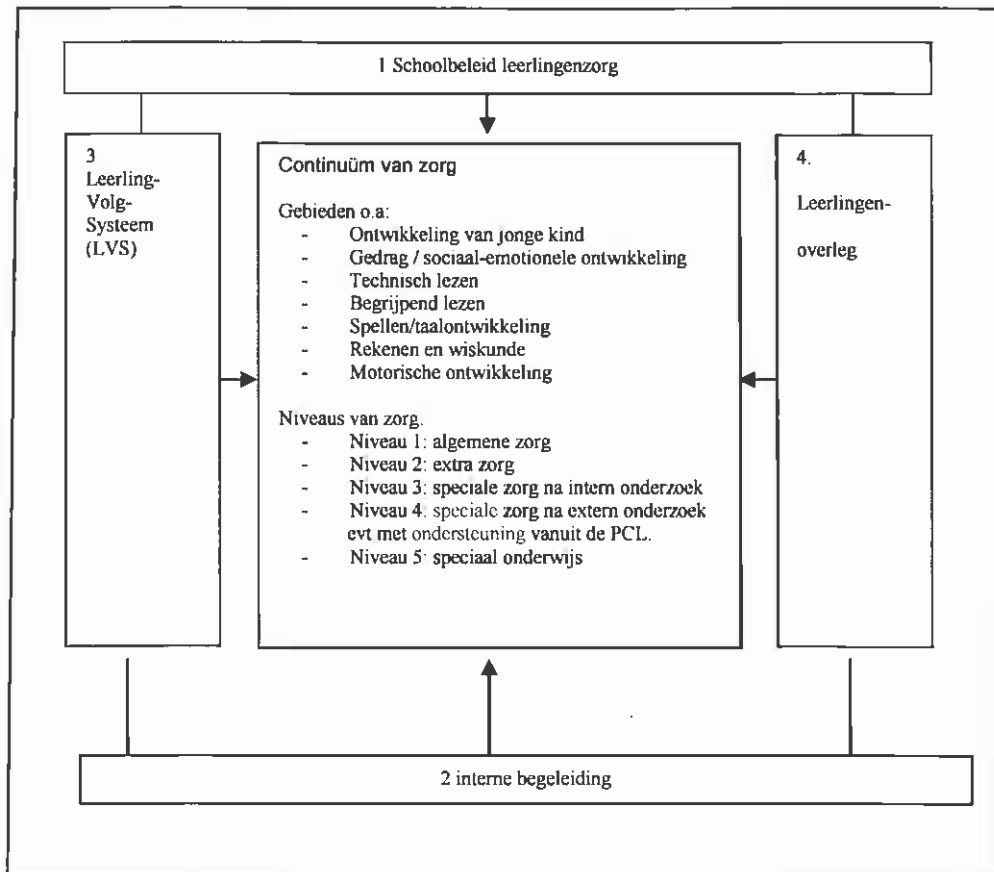 1 Schoolbeleid leerlingenzorg
3
Leerling-
Volg-
Systeem
(LVS)
Continuüm van zorg
Gebieden o.a:
- Ontwikkeling van jonge kind
- Gedrag / sociaal-emotionele ontwikkeling
- Technisch lezen
- Begrijpend lezen
- Spellen/taalontwikkeling
- Rekenen en wiskunde
- Motorische ontwikkeling
Niveaus van zorg.
- Niveau 1: algemene zorg
- Niveau 2: extra zorg
- Niveau 3: speciale zorg na intern onderzoek
- Niveau 4: speciale zorg na extern onderzoek
evt met ondersteuning vanuit de PCL.
- Niveau 5: speciaal onderwijs
4.
Leerlingen-
overleg
2 interne begeleiding